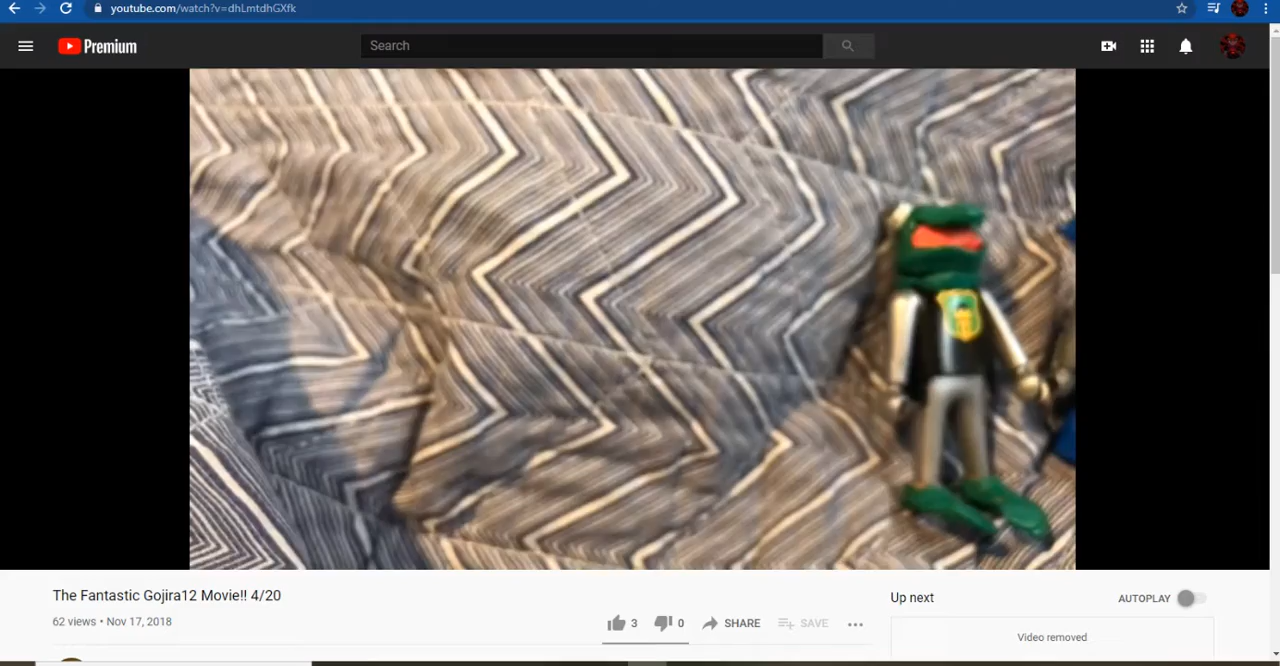 youtube.com/watch?v=dhLmtdhGXfk
Premium
Search
The Fantastic Gojira12 Movie!! 4/20
62 views • Nov 17, 2018
3
0
SHARE
SAVE
Up next
AUTOPLAY
Video removed